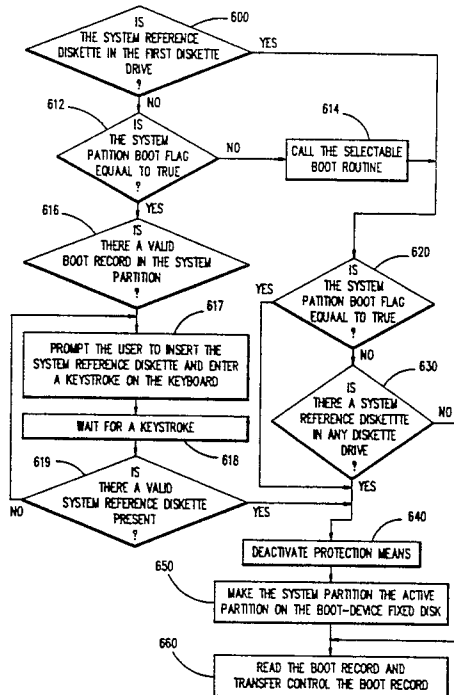 600
IS
THE SYSTEM REFERENCE
DISKETTE IN THE FIRST DISKETTE
DRIVE
?
YES
NO
612
IS
THE SYSTEM
PATITION BOOT FLAG
EQUAAL TO TRUE
?
NO
YES
614
CALL THE SELECTABLE
BOOT ROUTINE
616
IS
THERE A VALID
BOOT RECORD IN THE SYSTEM
PARTITION
?
617
PROMPT THE USER TO INSERT THE
SYSTEM REFERENCE DISKETTE AND ENTER
A KEYSTROKE ON THE KEYBOARD
WAIT FOR A KEYSTROKE
618
619
IS
THERE A VALID
SYSTEM REFERENCE DISKETTE
PRESENT
?
NO
YES
620
IS
THE SYSTEM
PATITION BOOT FLAG
EQUAAL TO TRUE
?
YES
NO
630
IS
THERE A SYSTEM
REFERENCE DISKETTTE
IN ANY DISKETTE
DRIVE
?
NO
YES
640
DEACTIVATE PROTECTION MEANS
650
MAKE THE SYSTEM PARTITION THE ACTIVE
PARTITION ON THE BOOT-DEVICE FIXED DISK
660
READ THE BOOT RECORD AND
TRANSFER CONTROL THE BOOT RECORD